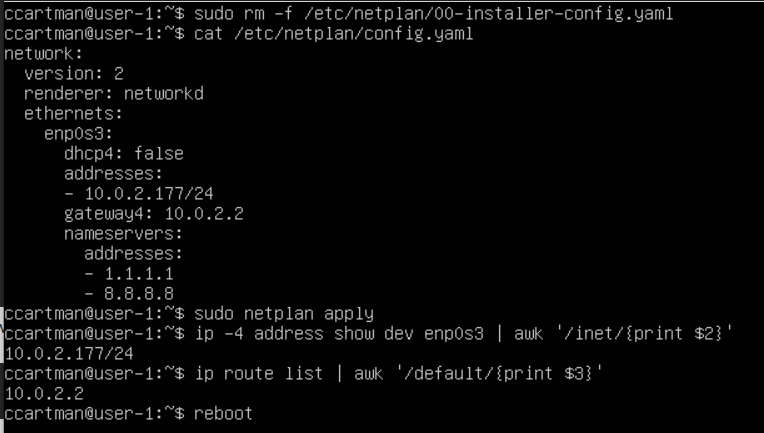 ccartman@user-1:~$ sudo rm -f /etc/netplan/00-installer-config.yaml
ccartman@user-1:~$ cat /etc/netplan/config.yaml
network:
  version: 2
  renderer: networkd
  ethernets:
    enp0s3:
      dhcp4: false
      addresses:
      - 10.0.2.177/24
      gateway4: 10.0.2.2
      nameservers:
        addresses:
        - 1.1.1.1
        - 8.8.8.8
ccartman@user-1:~$ sudo netplan apply
ccartman@user-1:~$ ip -4 address show dev enp0s3 | awk '/inet/{print $2}'
10.0.2.177/24
ccartman@user-1:~$ ip route list | awk '/default/{print $3}'
10.0.2.2
ccartman@user-1:~$ reboot